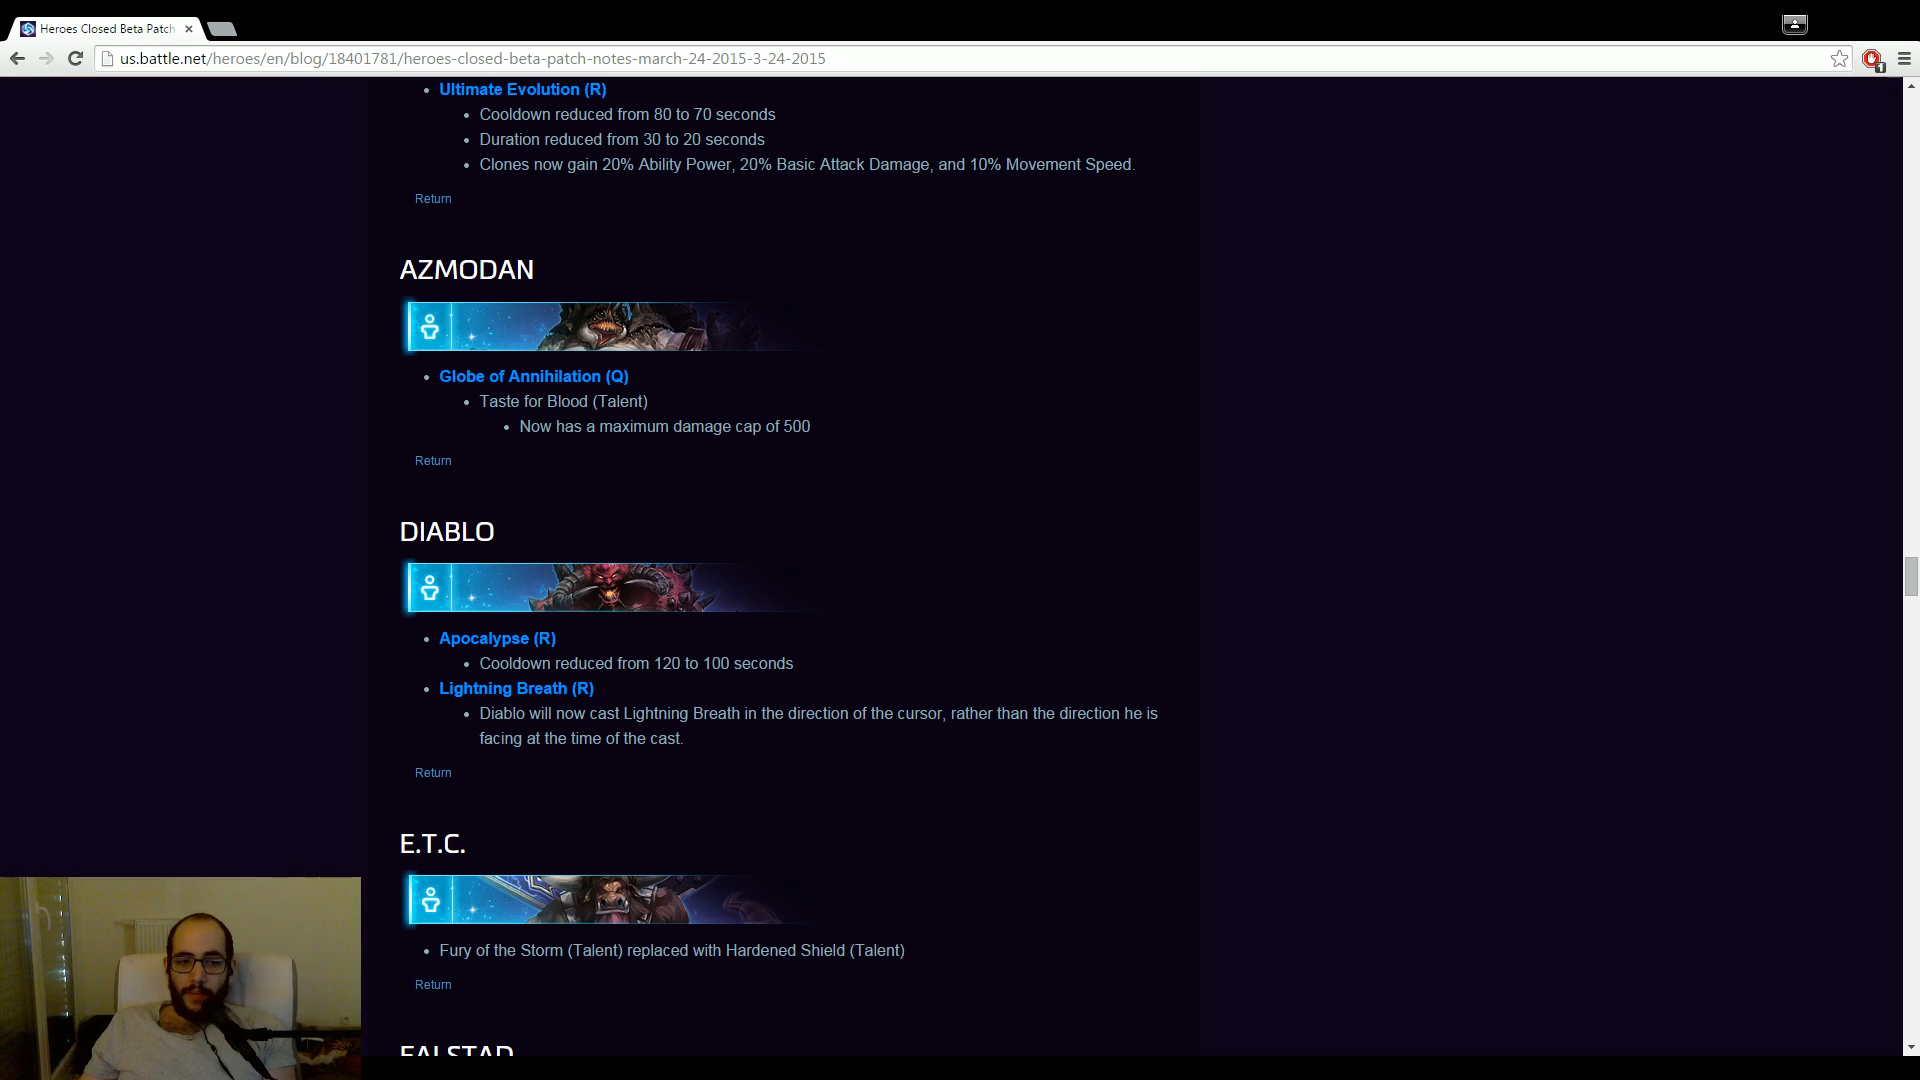 Heroes Closed Beta Patch
us.battle.net/heroes/en/blog/18401781/heroes-closed-beta-patch-notes-march-24-2015-3-24-2015
1
Ultimate Evolution (R)
Cooldown reduced from 80 to 70 seconds
Duration reduced from 30 to 20 seconds
Clones now gain 20% Ability Power, 20% Basic Attack Damage, and 10% Movement Speed.
Return
AZMODAN
Globe of Annihilation (Q)
Taste for Blood (Talent)
Now has a maximum damage cap of 500
Return
DIABLO
Apocalypse (R)
Cooldown reduced from 120 to 100 seconds
Lightning Breath (R)
Diablo will now cast Lightning Breath in the direction of the cursor, rather than the direction he is
facing at the time of the cast.
Return
E.T.C.
Fury of the Storm (Talent) replaced with Hardened Shield (Talent)
Return
FALSTAD